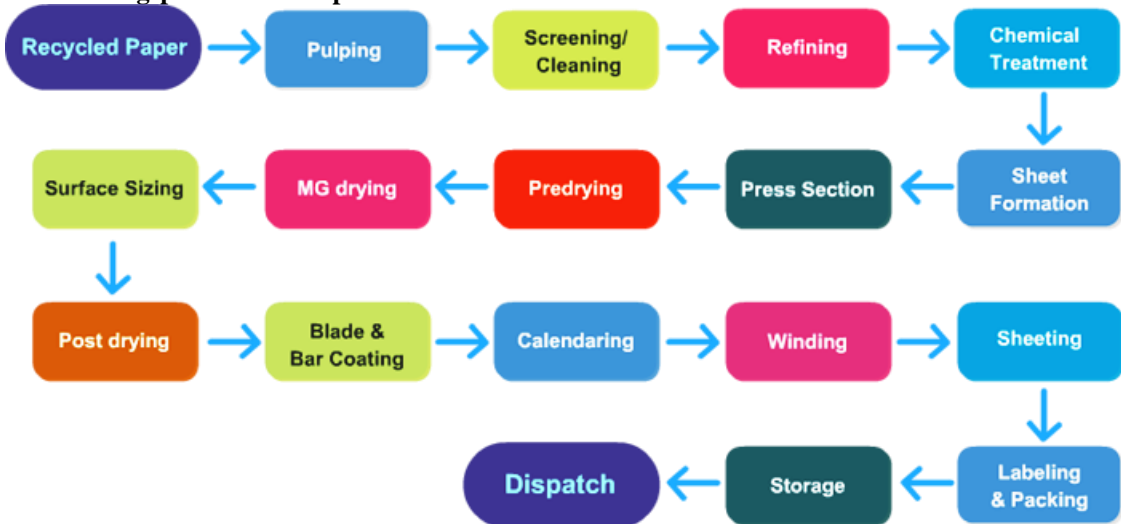 Recycled Paper
Pulping
Screening/
Cleaning
Refining
Chemical
Treatment
Sheet
Formation
Press Section
Predrying
MG drying
Surface Sizing
Post drying
Blade &
Bar Coating
Calendaring
Winding
Sheeting
Labeling
& Packing
Storage
Dispatch